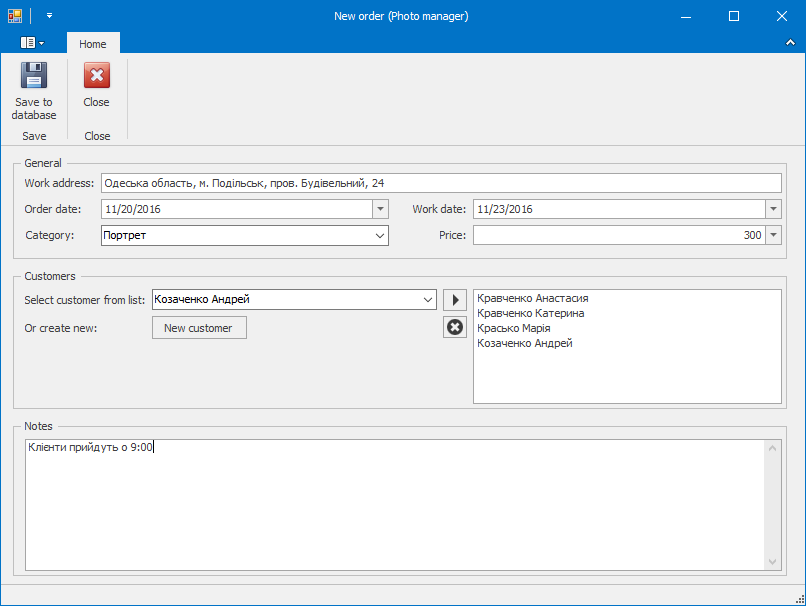 New order (Photo manager)
Home
Save to
database
Close
Save
Close
General
Work address: Одеська область, м. Подільськ, пров. Будівельний, 24
Order date: 11/20/2016 Work date: 11/23/2016
Category: Портрет Price: 300
Customers
Select customer from list: Козаченко Андрей
Or create new: New customer
Кравченко Анастасия
Кравченко Катерина
Красько Марія
Козаченко Андрей
Notes
Клієнти прийдуть о 9:00